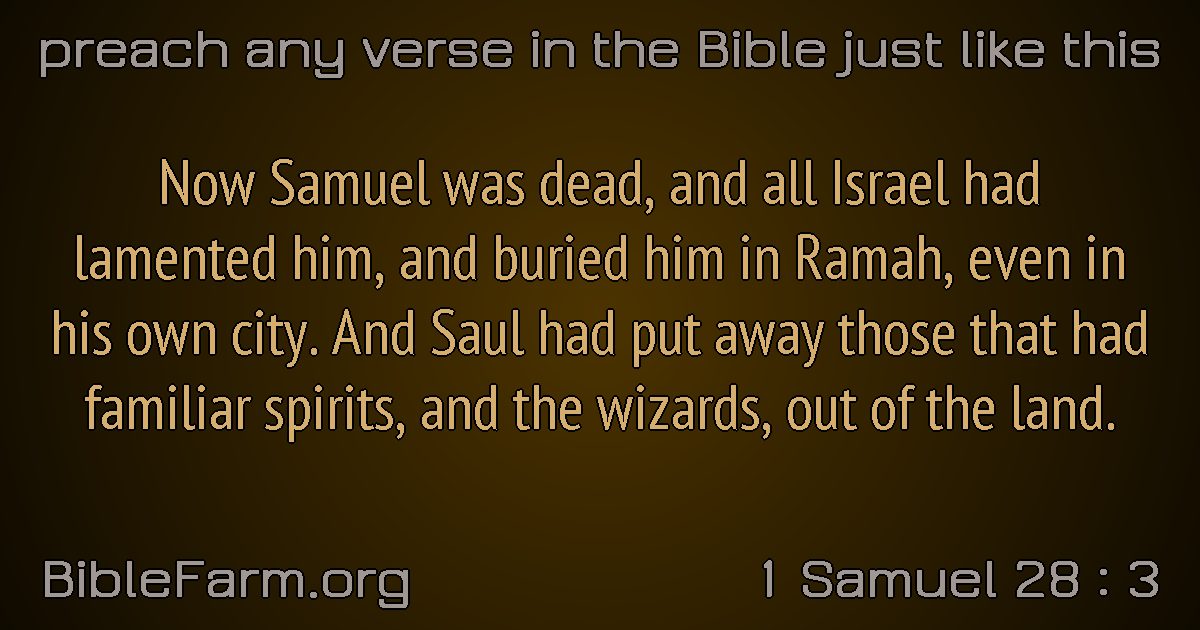 preach any verse in the Bible just like this
Now Samuel was dead, and all Israel had
lamented him, and buried him in Ramah, even in
his own city. And Saul had put away those that had
familiar spirits, and the wizards, out of the land.
BibleFarm.org
1 Samuel 28 : 3